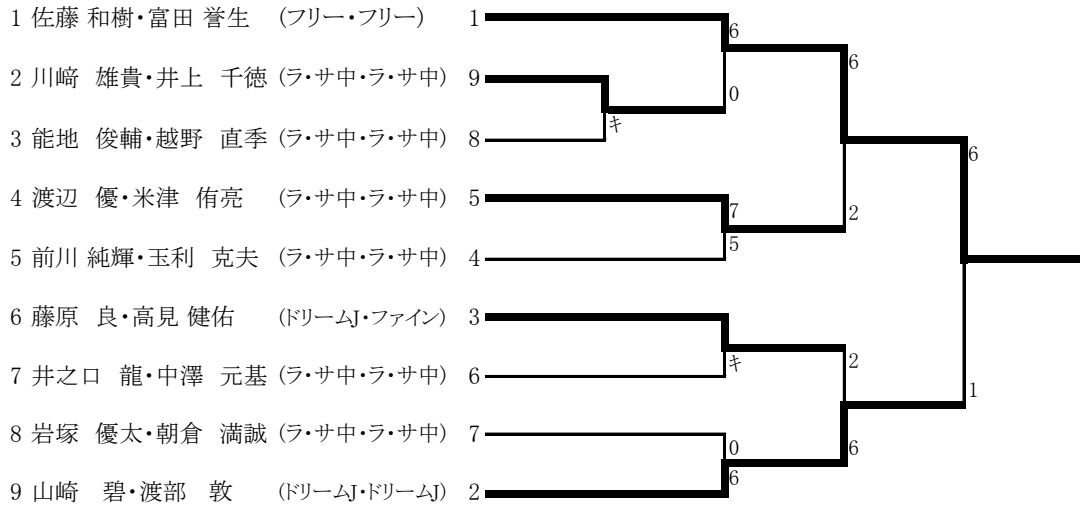 1 佐藤 和樹・富田 誉生 (フリー・フリー) 1
6
6
2 川﨑 雄貴・井上 千徳 (ラ・サ中・ラ・サ中) 9
0
キ
3 能地 俊輔・越野 直季 (ラ・サ中・ラ・サ中) 8
6
4 渡辺 優・米津 侑亮 (ラ・サ中・ラ・サ中) 5
7
2
5
5 前川 純輝・玉利 克夫 (ラ・サ中・ラ・サ中) 4
6 藤原 良・高見 健佑 (ドリームJ・ファイン) 3
キ
2
7 井之口 龍・中澤 元基 (ラ・サ中・ラ・サ中) 6
1
8 岩塚 優太・朝倉 満誠 (ラ・サ中・ラ・サ中) 7
0
6
6
9 山崎 碧・渡部 敦 (ドリームJ・ドリームJ) 2